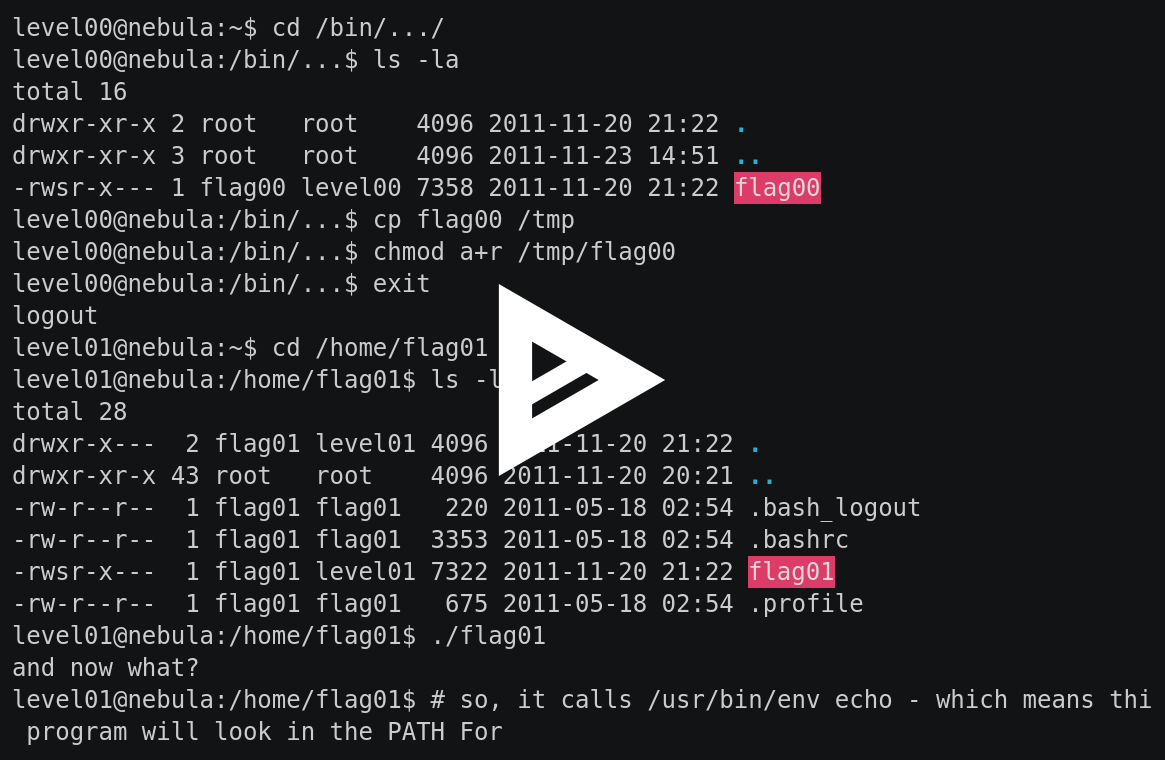 level00@nebula:~$ cd /bin/.../
level00@nebula:/bin/...$ ls -la
total 16
drwxr-xr-x 2 root   root    4096 2011-11-20 21:22 .
drwxr-xr-x 3 root   root    4096 2011-11-23 14:51 ..
-rwsr-x--- 1 flag00 level00 7358 2011-11-20 21:22 flag00
level00@nebula:/bin/...$ cp flag00 /tmp
level00@nebula:/bin/...$ chmod a+r /tmp/flag00
level00@nebula:/bin/...$ exit
logout
level01@nebula:~$ cd /home/flag01
level01@nebula:/home/flag01$ ls
total 28
drwxr-x---  2 flag01 level01 4096 21:22 .
drwxr-xr-x 43 root   root    4096 2011-11-20 20:21 ..
-rw-r--r--  1 flag01 flag01   220 2011-05-18 02:54 .bash_logout
-rw-r--r--  1 flag01 flag01  3353 2011-05-18 02:54 .bashrc
-rwsr-x---  1 flag01 level01 7322 2011-11-20 21:22 flag01
-rw-r--r--  1 flag01 flag01   675 2011-05-18 02:54 .profile
level01@nebula:/home/flag01$ ./flag01
and now what?
level01@nebula:/home/flag01$ # so, it calls /usr/bin/env echo - which means thi
 program will look in the PATH For